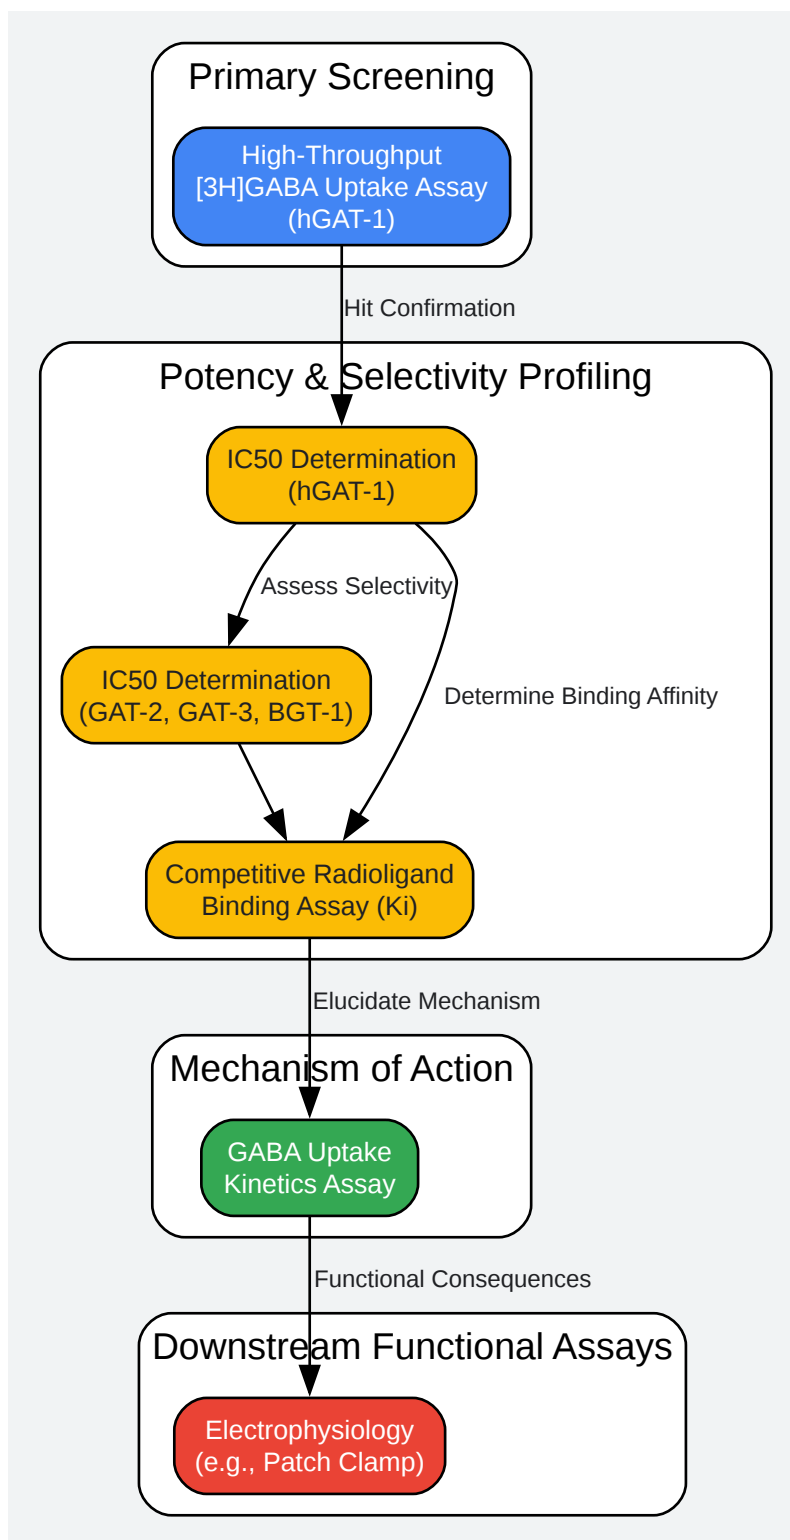 Primary Screening
High-Throughput
[3H]GABA Uptake Assay
(hGAT-1)
Hit Confirmation
Potency & Selectivity Profiling
IC50 Determination
(hGAT-1)
Assess Selectivity
IC50 Determination
(GAT-2, GAT-3, BGT-1)
Determine Binding Affinity
Competitive Radioligand
Binding Assay (Ki)
Elucidate Mechanism
Mechanism of Action
GABA Uptake
Kinetics Assay
Functional Consequences
Downstream Functional Assays
Electrophysiology
(e.g., Patch Clamp)